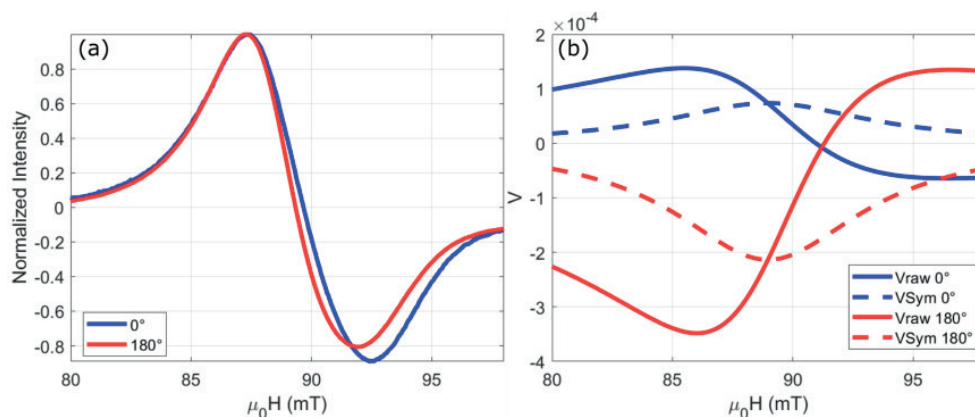 (a)
Normalized Intensity
0.8
0.6
0.4
0.2
0
-0.2
-0.4
-0.6
-0.8
0°
180°
80
85
90
95
μ₀H (mT)
(b)
×10⁻⁴
V
2
1
0
-1
-2
-3
-4
Vraw 0°
VSym 0°
Vraw 180°
VSym 180°
80
85
90
95
μ₀H (mT)